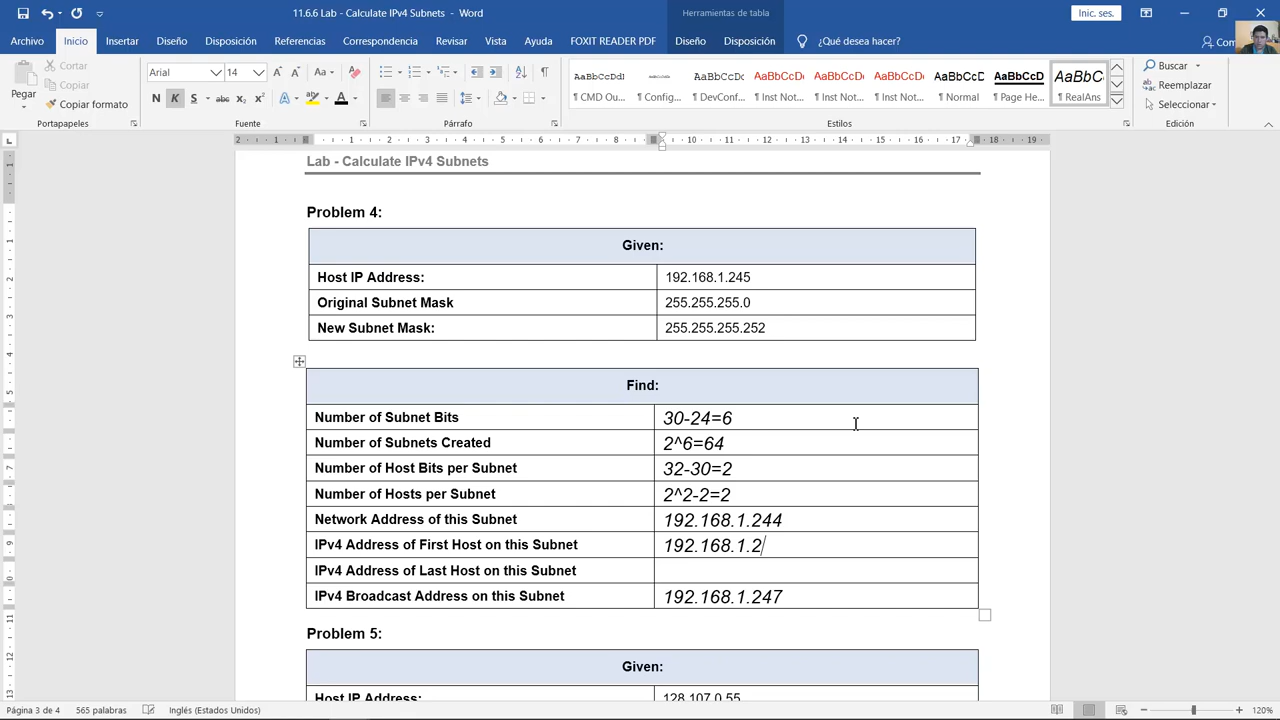 11.6.6 Lab - Calculate IPv4 Subnets - Word
Herramientas de tabla
Inic. ses.
Archivo Inicio Insertar Diseño Disposición Referencias Correspondencia Revisar Vista Ayuda FOXIT READER PDF Diseño Disposición ¿Qué desea hacer?
Pegar
Cortar
Copiar
Copiar formato
Portapapeles
Arial 14
Fuente
Párrafo
¶ CMD Ou...
¶ Config...
¶ DevConf...
¶ Inst Not...
¶ Inst Not...
¶ Inst Not...
¶ Normal
¶ Page He...
¶ RealAns
Estilos
Buscar
Reemplazar
Seleccionar
Edición
Lab - Calculate IPv4 Subnets
Problem 4:
Given:
Host IP Address: 192.168.1.245
Original Subnet Mask 255.255.255.0
New Subnet Mask: 255.255.255.252
Find:
Number of Subnet Bits 30-24=6
Number of Subnets Created 2^6=64
Number of Host Bits per Subnet 32-30=2
Number of Hosts per Subnet 2^2-2=2
Network Address of this Subnet 192.168.1.244
IPv4 Address of First Host on this Subnet 192.168.1.2
IPv4 Address of Last Host on this Subnet
IPv4 Broadcast Address on this Subnet 192.168.1.247
Problem 5:
Given:
Host IP Address: 128.107.0.55
Página 3 de 4 565 palabras Inglés (Estados Unidos) 120%